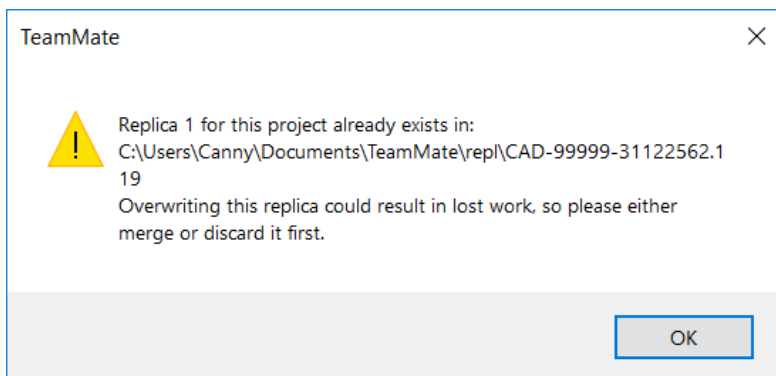 TeamMate
Replica 1 for this project already exists in:
C:\Users\Canny\Documents\TeamMate\repl\CAD-99999-31122562.1
19
Overwriting this replica could result in lost work, so please either
merge or discard it first.
OK